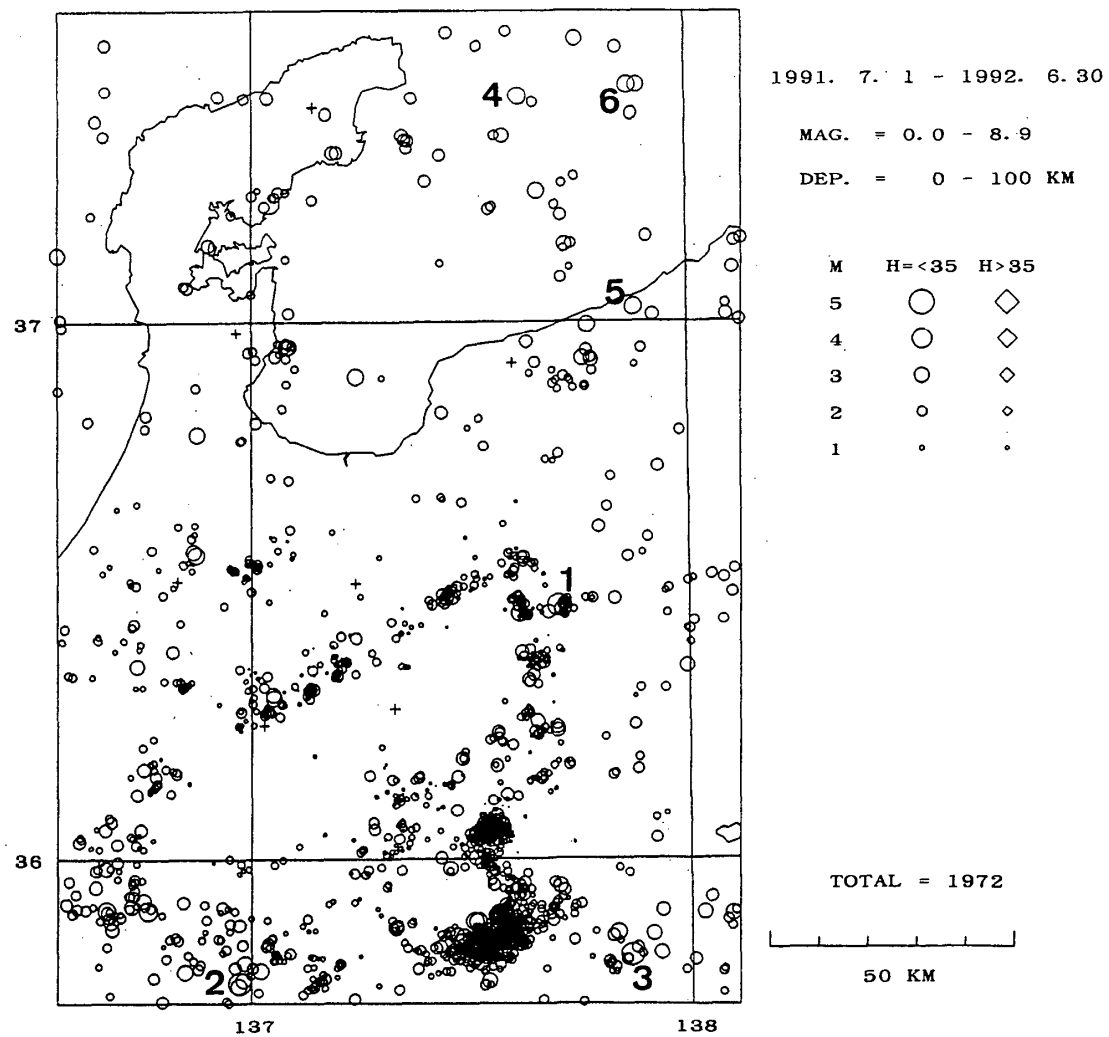 1991. 7. 1 - 1992. 6.30
MAG. = 0.0 - 8.9
DEP. = 0 - 100 KM
M H=<35 H>35
5
4
3
2
1
4
6
5
37
1
36
2
3
TOTAL = 1972
50 KM
137
138